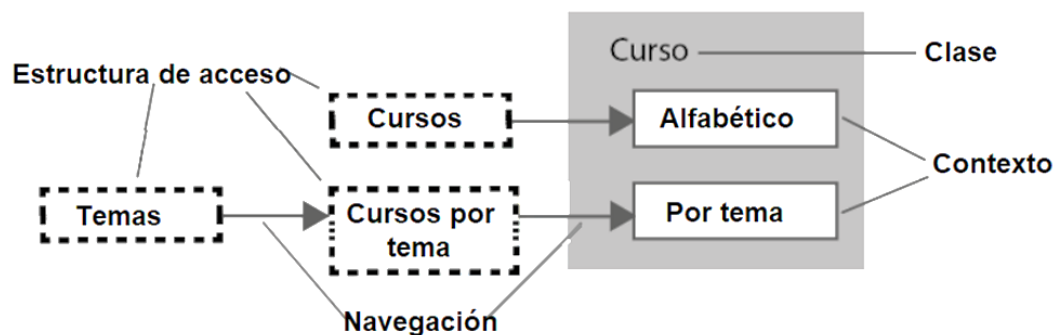 Curso
Clase
Estructura de acceso
Cursos
Alfabético
Contexto
Temas
Cursos por
tema
Por tema
Navegación